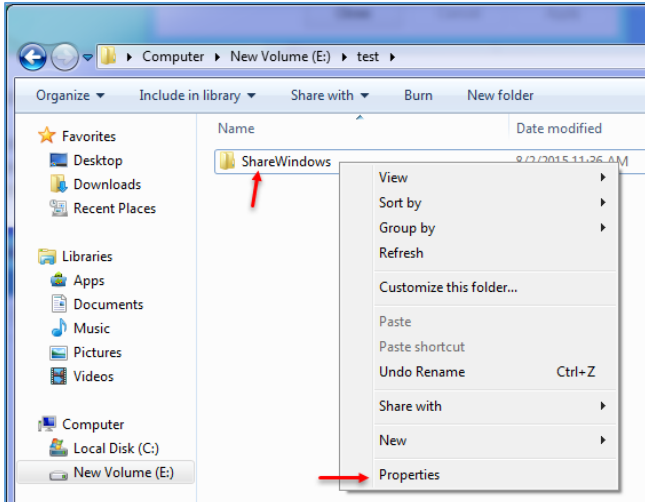 Computer ▸ New Volume (E:) ▸ test ▸
Organize Include in library Share with Burn New folder
Name Date modified
Favorites
Desktop
Downloads
Recent Places
Libraries
Apps
Documents
Music
Pictures
Videos
Computer
Local Disk (C:)
New Volume (E:)
ShareWindows 8/2/2015 11:36 AM
View
Sort by
Group by
Refresh
Customize this folder...
Paste
Paste shortcut
Undo Rename Ctrl+Z
Share with
New
Properties